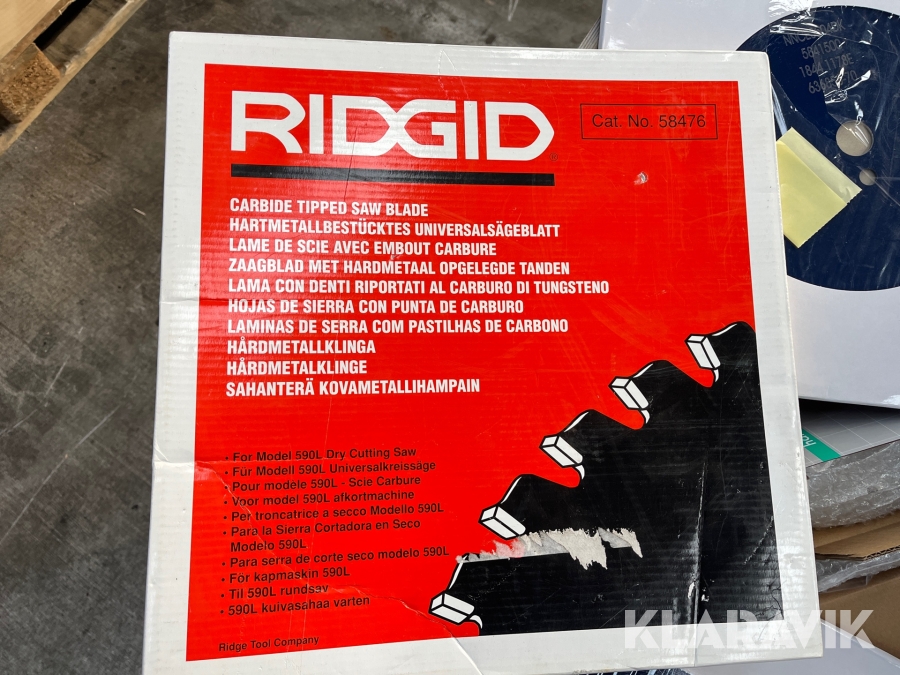 RIDGID
Cat. No. 58476
CARBIDE TIPPED SAW BLADE
HARTMETALLBESTÜCKTES UNIVERSALSÄGEBLATT
LAME DE SCIE AVEC EMBOUT CARBURE
ZAAGBLAD MET HARDMETAAL OPGELEGDE TANDEN
LAMA CON DENTI RIPORTATI AL CARBURO DI TUNGSTENO
HOJAS DE SIERRA CON PUNTA DE CARBURO
LAMINAS DE SERRA COM PASTILHAS DE CARBONO
HÅRDMETALLKLINGA
HÅRDMETALKLINGE
SAHANTERÄ KOVAMETALLIHAMPAIN
• For Model 590L Dry Cutting Saw
• Für Modell 590L Universalkreissäge
• Pour modèle 590L - Scie Carbure
• Voor model 590L afkortmachine
• Per troncatrice a secco Modello 590L
• Para la Sierra Cortadora en Seco
Modelo 590L
• Para serra de corte seco modelo 590L
• För kapmaskin 590L
• Til 590L rundsav
• 590L kuivasahaa varten
Ridge Tool Company
KLARAVIK